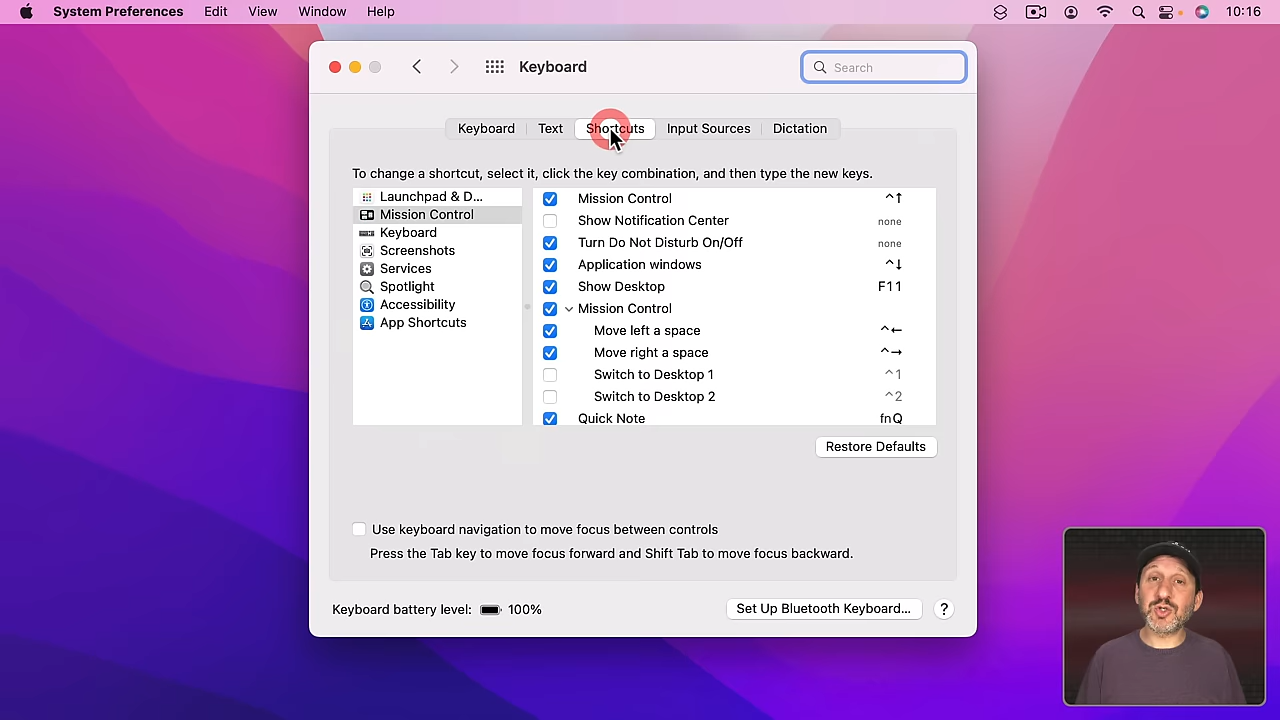 System Preferences Edit View Window Help 10:16
Keyboard Search
Keyboard Text Shortcuts Input Sources Dictation
To change a shortcut, select it, click the key combination, and then type the new keys.
Launchpad & D...
Mission Control
Keyboard
Screenshots
Services
Spotlight
Accessibility
App Shortcuts
Mission Control ^↑
Show Notification Center none
Turn Do Not Disturb On/Off none
Application windows ^↓
Show Desktop F11
Mission Control
Move left a space ^←
Move right a space ^→
Switch to Desktop 1 ^1
Switch to Desktop 2 ^2
Quick Note fnQ
Restore Defaults
Use keyboard navigation to move focus between controls
Press the Tab key to move focus forward and Shift Tab to move focus backward.
Keyboard battery level: 100% Set Up Bluetooth Keyboard... ?